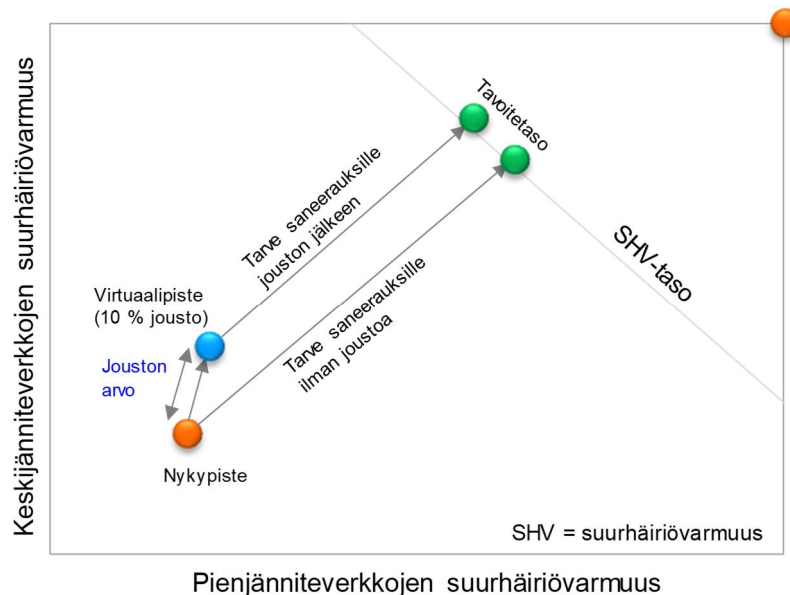 Keskijänniteverkkojen suurhäiriövarmuus
Tavoitetaso
Tarve saneerauksille
jouston jälkeen
SHV-taso
Virtuaalipiste
(10 % jousto)
Tarve saneerauksille
ilman joustoa
Jouston
arvo
Nykypiste
SHV = suurhäiriövarmuus
Pienjänniteverkkojen suurhäiriövarmuus